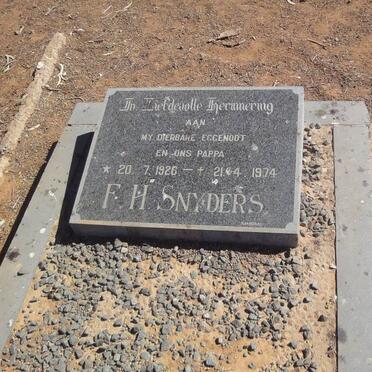 In Liefdevolle Herinnering
AAN
MY DIERBARE EGGENOOT
EN ONS PAPPA
* 20 7 1926 – † 21 4 1974
F. H. SNYDERS